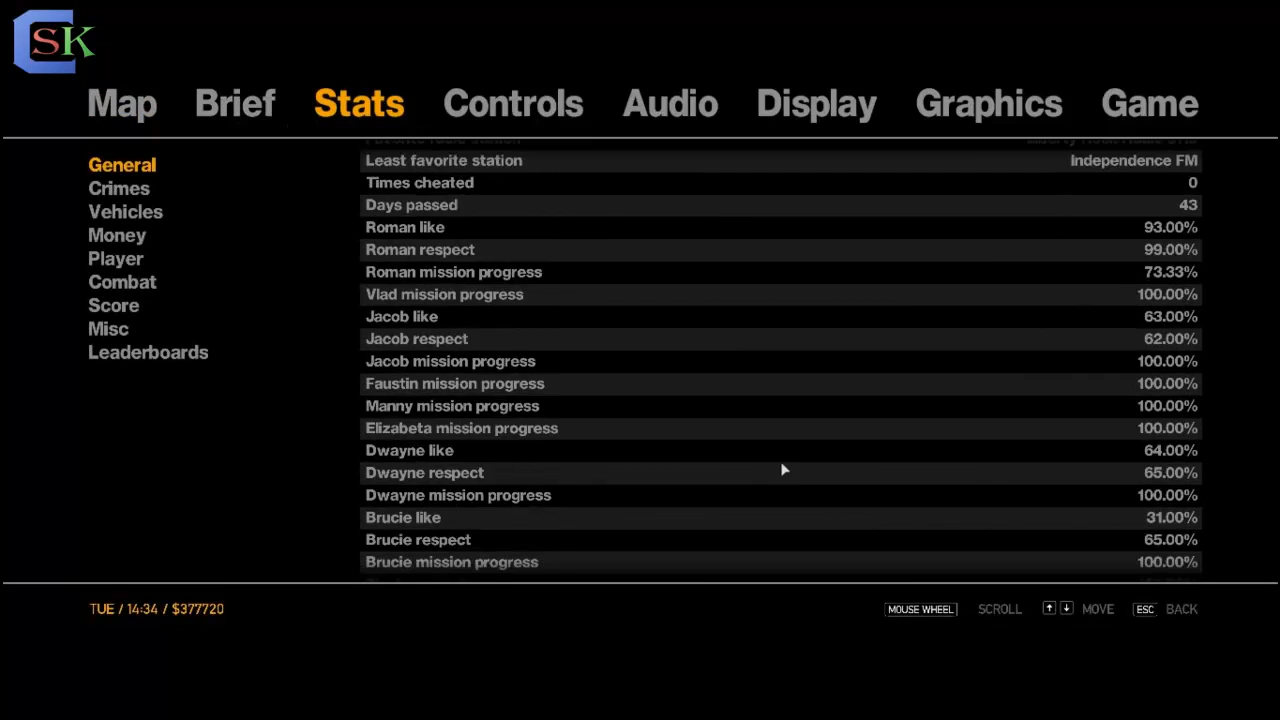 CSK
Map Brief Stats Controls Audio Display Graphics Game
General
Crimes
Vehicles
Money
Player
Combat
Score
Misc
Leaderboards
Least favorite station Independence FM
Times cheated 0
Days passed 43
Roman like 93.00%
Roman respect 99.00%
Roman mission progress 73.33%
Vlad mission progress 100.00%
Jacob like 63.00%
Jacob respect 62.00%
Jacob mission progress 100.00%
Faustin mission progress 100.00%
Manny mission progress 100.00%
Elizabeta mission progress 100.00%
Dwayne like 64.00%
Dwayne respect 65.00%
Dwayne mission progress 100.00%
Brucie like 31.00%
Brucie respect 65.00%
Brucie mission progress 100.00%
TUE / 14:34 / $377720
MOUSE WHEEL SCROLL MOVE ESC BACK